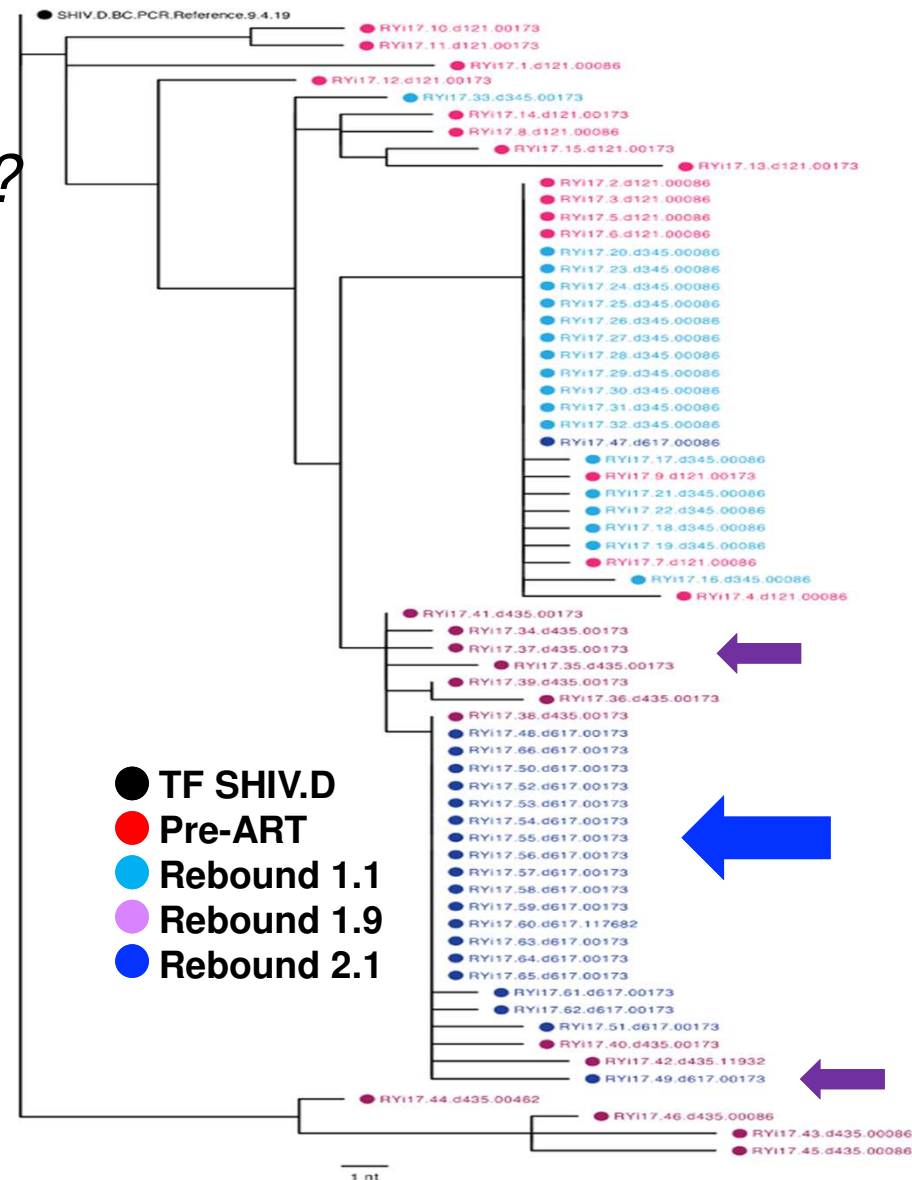 SHIV.D.BC.PCR.Reference.9.4.19
RYi17.10.d121.00173
RYi17.11.d121.00173
RYi17.1.d121.00086
RYi17.12.d121.00173
RYi17.33.d345.00173
RYi17.14.d121.00173
RYi17.8.d121.00086
RYi17.15.d121.00173
?
RYi17.13.d121.00173
RYi17.2.d121.00086
RYi17.3.d121.00086
RYi17.5.d121.00086
RYi17.6.d121.00086
RYi17.20.d345.00086
RYi17.23.d345.00086
RYi17.24.d345.00086
RYi17.25.d345.00086
RYi17.26.d345.00086
RYi17.27.d345.00086
RYi17.28.d345.00086
RYi17.29.d345.00086
RYi17.30.d345.00086
RYi17.31.d345.00086
RYi17.32.d345.00086
RYi17.47.d617.00086
RYi17.17.d345.00086
RYi17.9.d121.00173
RYi17.21.d345.00086
RYi17.22.d345.00086
RYi17.18.d345.00086
RYi17.19.d345.00086
RYi17.7.d121.00086
RYi17.16.d345.00086
RYi17.4.d121.00086
RYi17.41.d435.00173
RYi17.34.d435.00173
RYi17.37.d435.00173
RYi17.35.d435.00173
RYi17.39.d435.00173
RYi17.36.d435.00173
RYi17.38.d435.00173
RYi17.48.d617.00173
RYi17.66.d617.00173
RYi17.50.d617.00173
RYi17.52.d617.00173
RYi17.53.d617.00173
RYi17.54.d617.00173
RYi17.55.d617.00173
RYi17.56.d617.00173
RYi17.57.d617.00173
RYi17.58.d617.00173
RYi17.59.d617.00173
RYi17.60.d617.117682
RYi17.63.d617.00173
RYi17.64.d617.00173
RYi17.65.d617.00173
RYi17.61.d617.00173
RYi17.62.d617.00173
RYi17.51.d617.00173
RYi17.40.d435.00173
RYi17.42.d435.11932
RYi17.49.d617.00173
RYi17.44.d435.00462
RYi17.46.d435.00086
RYi17.43.d435.00086
RYi17.45.d435.00086
TF SHIV.D
Pre-ART
Rebound 1.1
Rebound 1.9
Rebound 2.1
1 nt